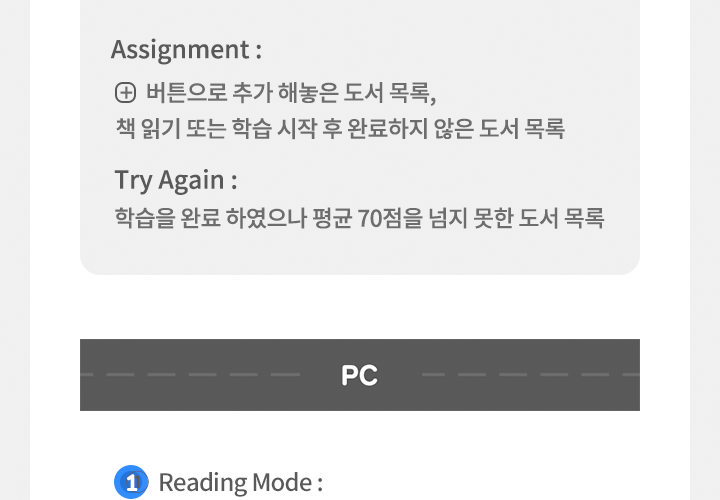 Assignment :
버튼으로 추가 해놓은 도서 목록,
책 읽기 또는 학습 시작 후 완료하지 않은 도서 목록
Try Again :
학습을 완료 하였으나 평균 70점을 넘지 못한 도서 목록
PC
1 Reading Mode :